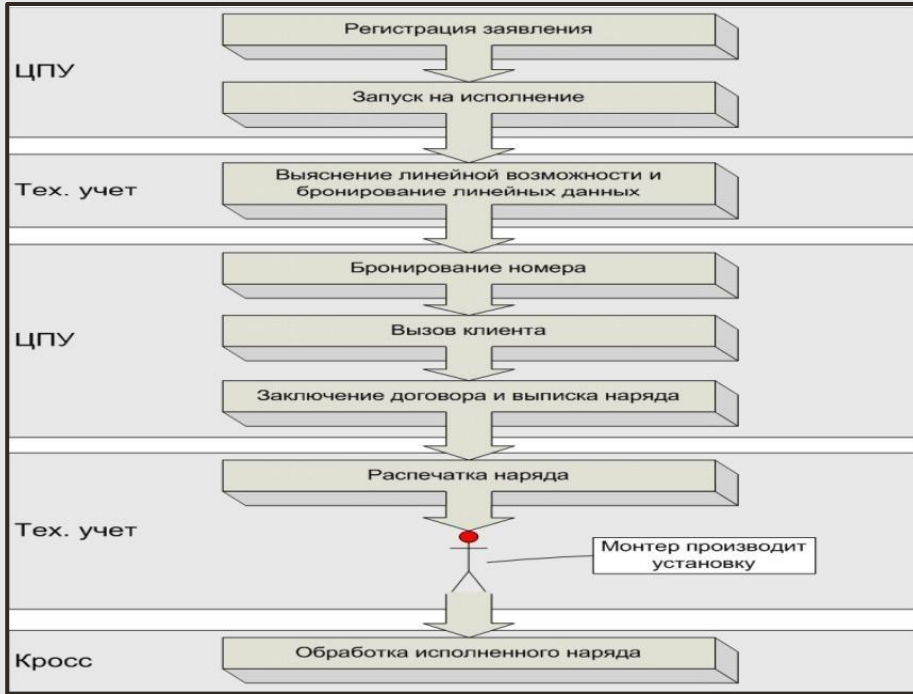 ЦПУ
Регистрация заявления
Запуск на исполнение
Тех. учет
Выяснение линейной возможности и
бронирование линейных данных
ЦПУ
Бронирование номера
Вызов клиента
Заключение договора и выписка наряда
Тех. учет
Распечатка наряда
Монтер производит
установку
Кросс
Обработка исполненного наряда